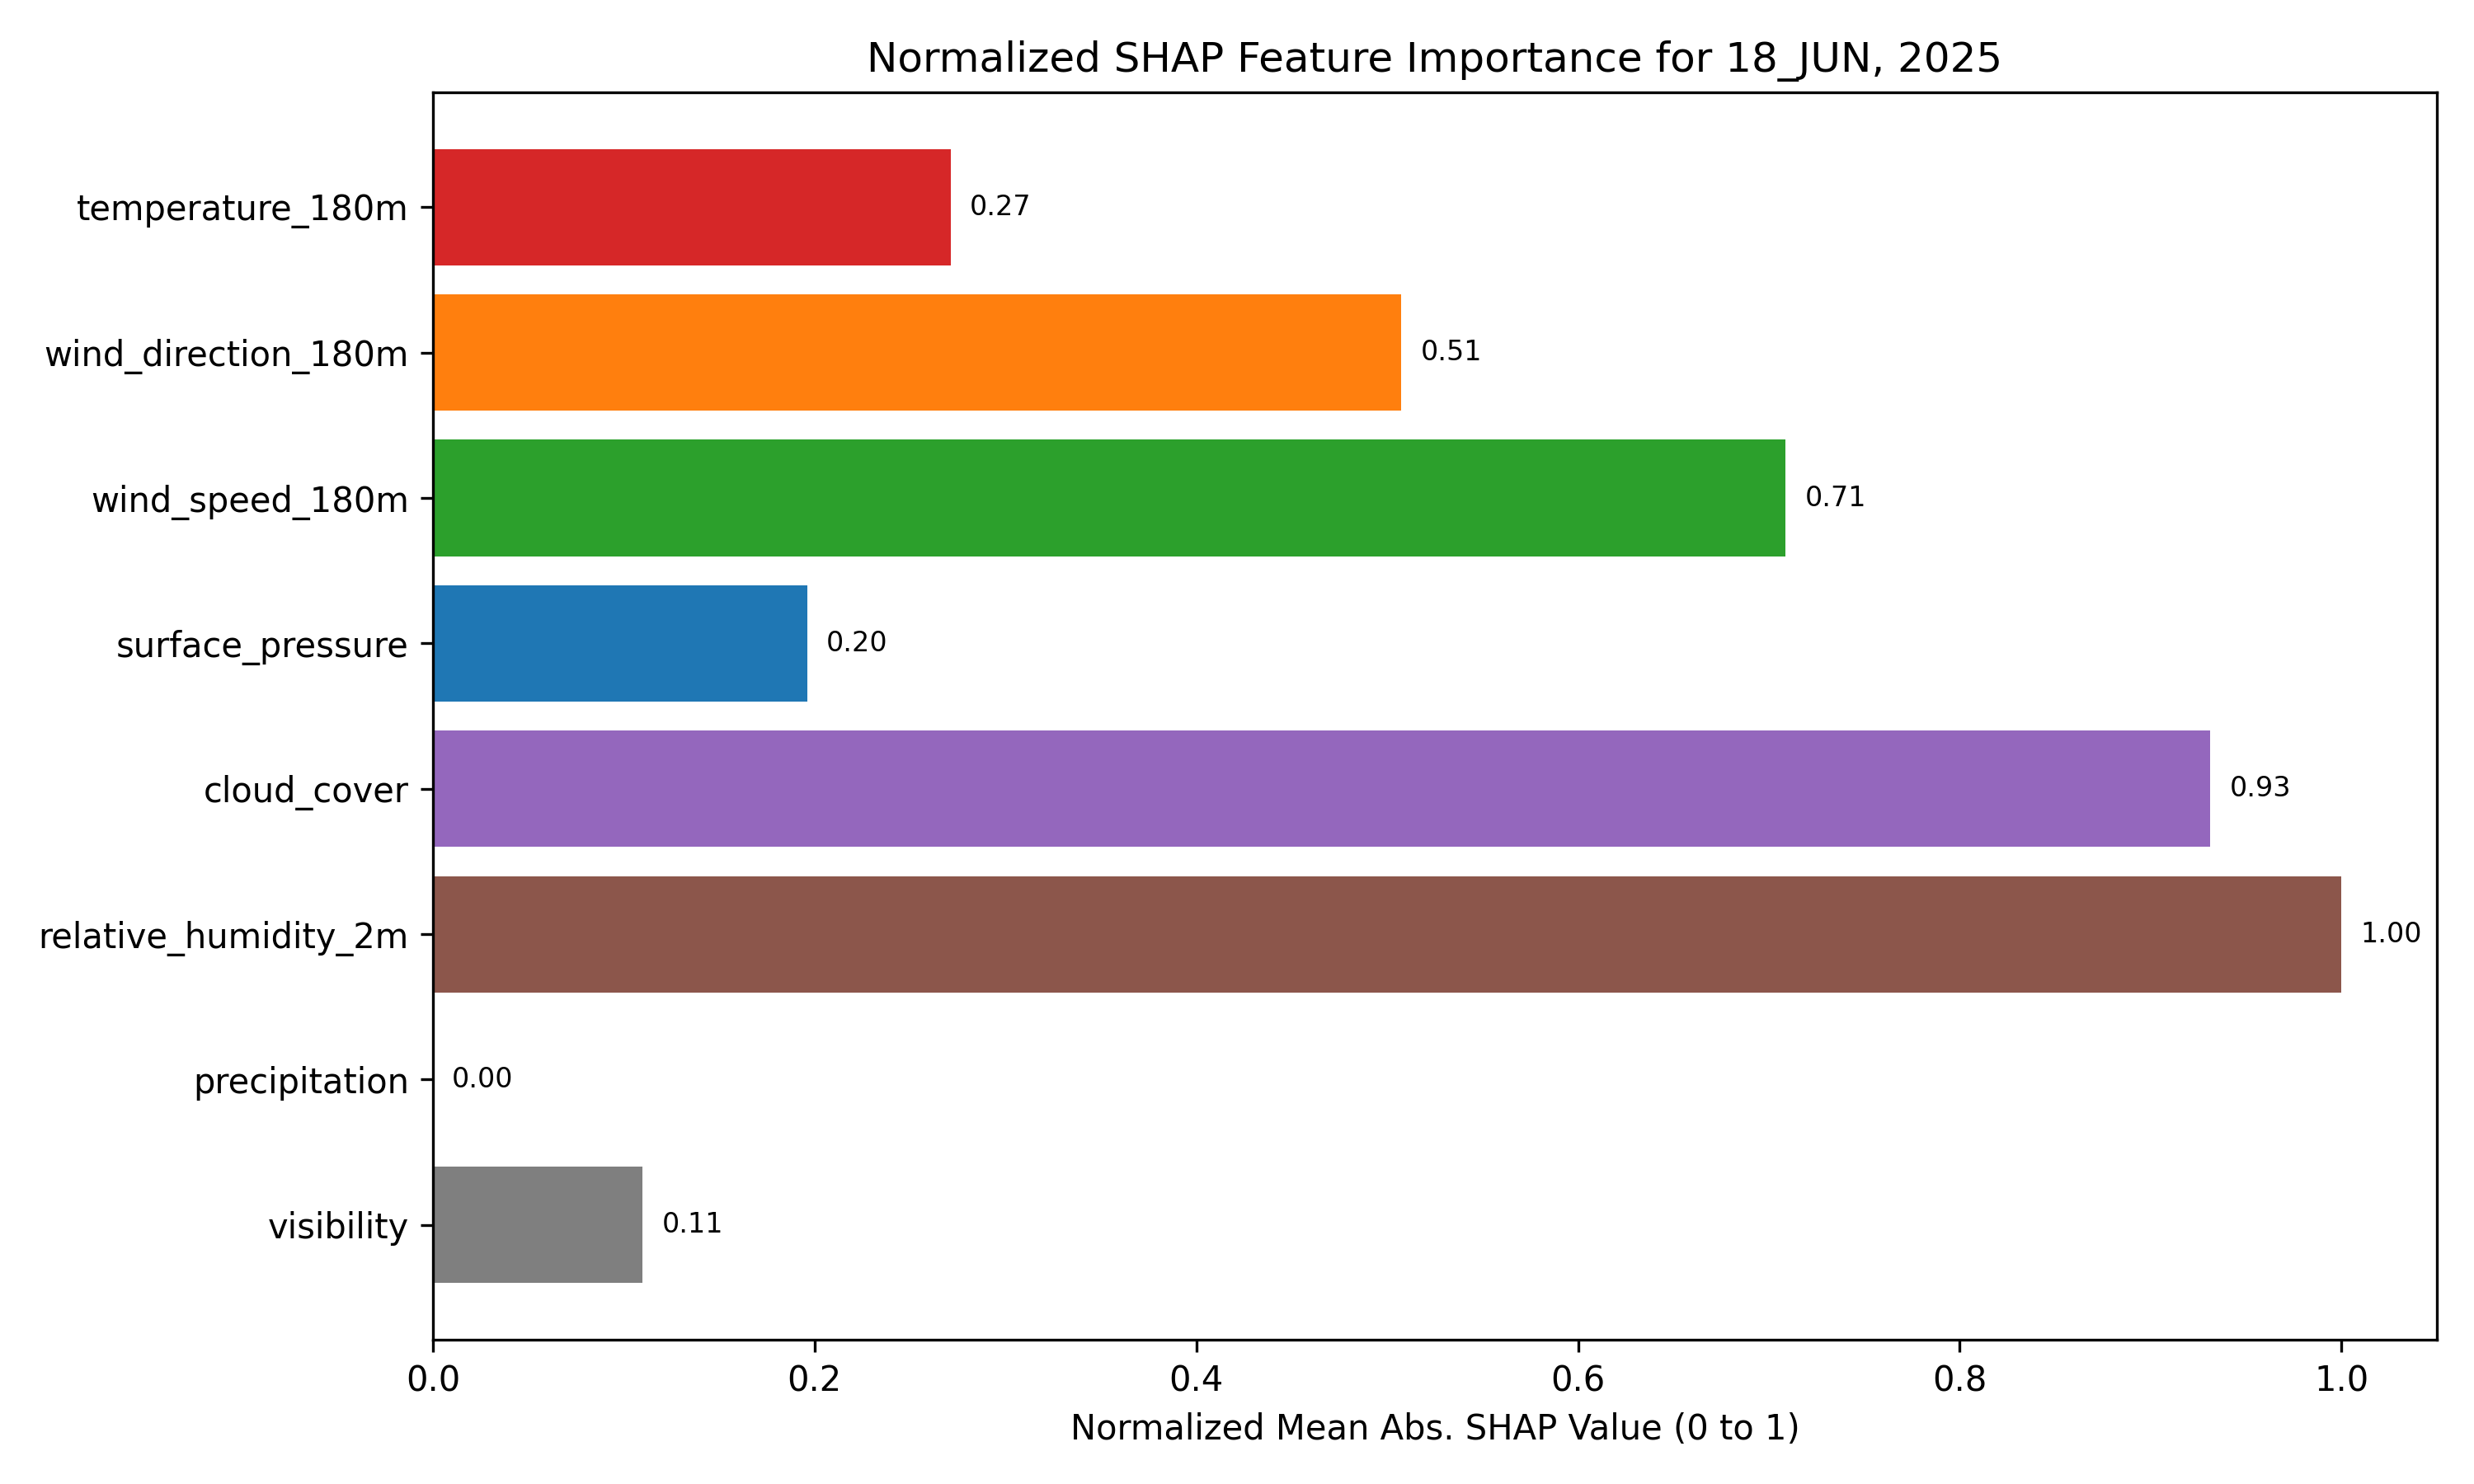 Normalized SHAP Feature Importance for 18_JUN, 2025
temperature_180m
0.27
wind_direction_180m
0.51
wind_speed_180m
0.71
surface_pressure
0.20
cloud_cover
0.93
relative_humidity_2m
1.00
precipitation
0.00
visibility
0.11
0.0 0.2 0.4 0.6 0.8 1.0
Normalized Mean Abs. SHAP Value (0 to 1)